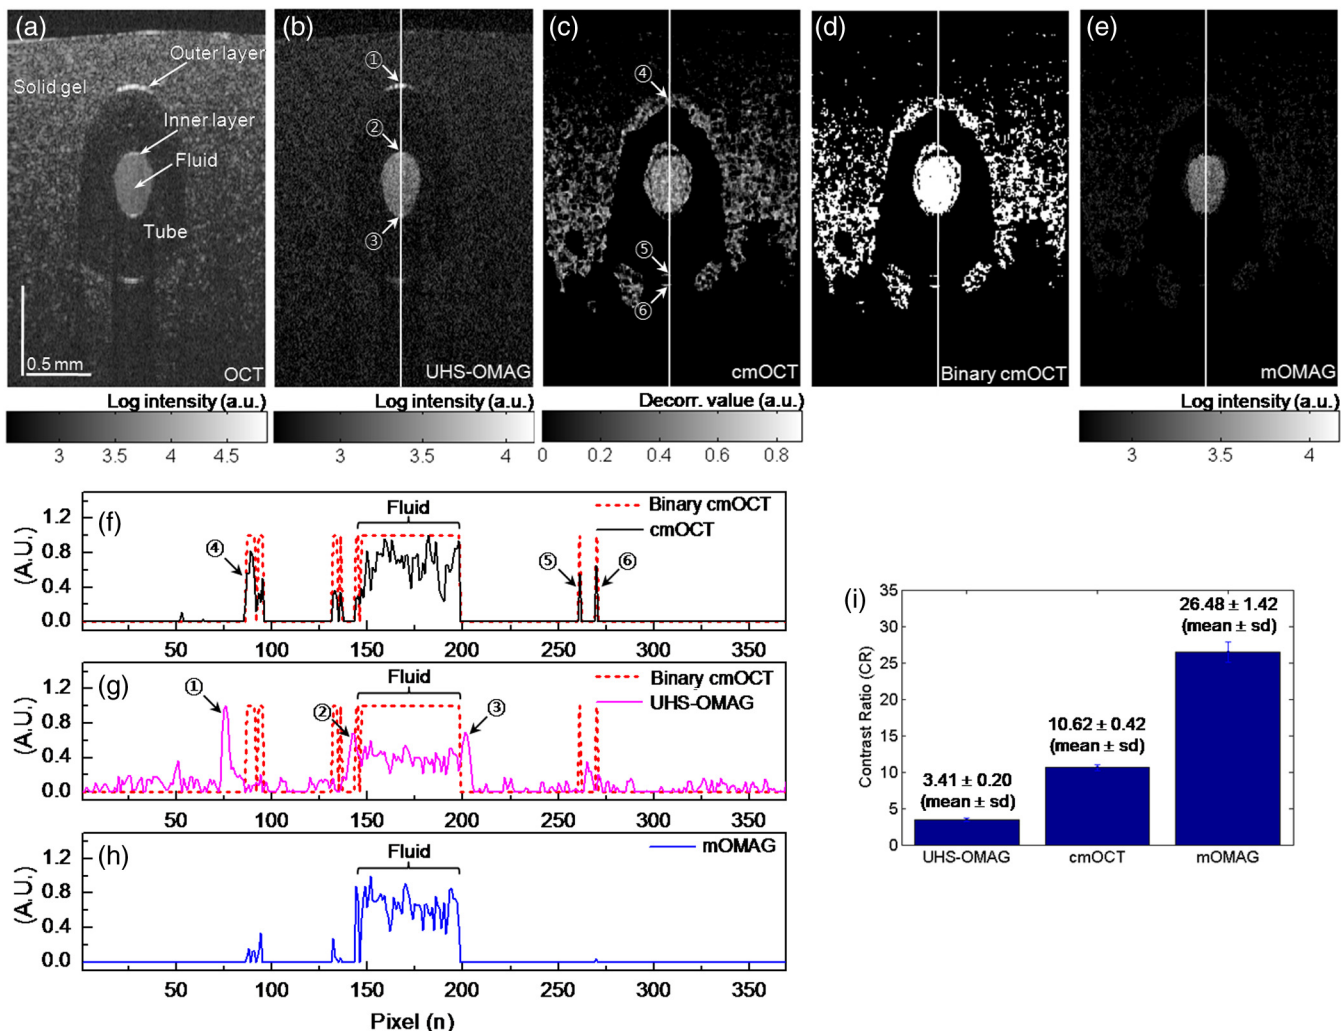 (a)
Outer layer
Solid gel
Inner layer
Fluid
Tube
0.5 mm
OCT
Log intensity (a.u.)
3 3.5 4 4.5
(b)
①
②
③
UHS-OMAG
Log intensity (a.u.)
3 3.5 4
(c)
④
⑤
⑥
cmOCT
Decorr. value (a.u.)
0 0.2 0.4 0.6 0.8
(d)
Binary cmOCT
(e)
mOMAG
Log intensity (a.u.)
3 3.5 4
(f)
(A.U.)
1.2
0.8
0.4
0.0
④
Fluid
Binary cmOCT
cmOCT
⑤
⑥
50 100 150 200 250 300 350
(g)
(A.U.)
1.2
0.8
0.4
0.0
①
②
Fluid
③
Binary cmOCT
UHS-OMAG
50 100 150 200 250 300 350
(h)
(A.U.)
1.2
0.8
0.4
0.0
Fluid
mOMAG
50 100 150 200 250 300 350
Pixel (n)
(i)
Contrast Ratio (CR)
35
30
25
20
15
10
5
0
3.41 ± 0.20
(mean ± sd)
10.62 ± 0.42
(mean ± sd)
26.48 ± 1.42
(mean ± sd)
UHS-OMAG cmOCT mOMAG